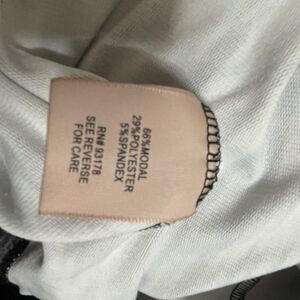 66%MODAL
29%POLYESTER
5%SPANDEX
RN# 93178
SEE REVERSE
FOR CARE